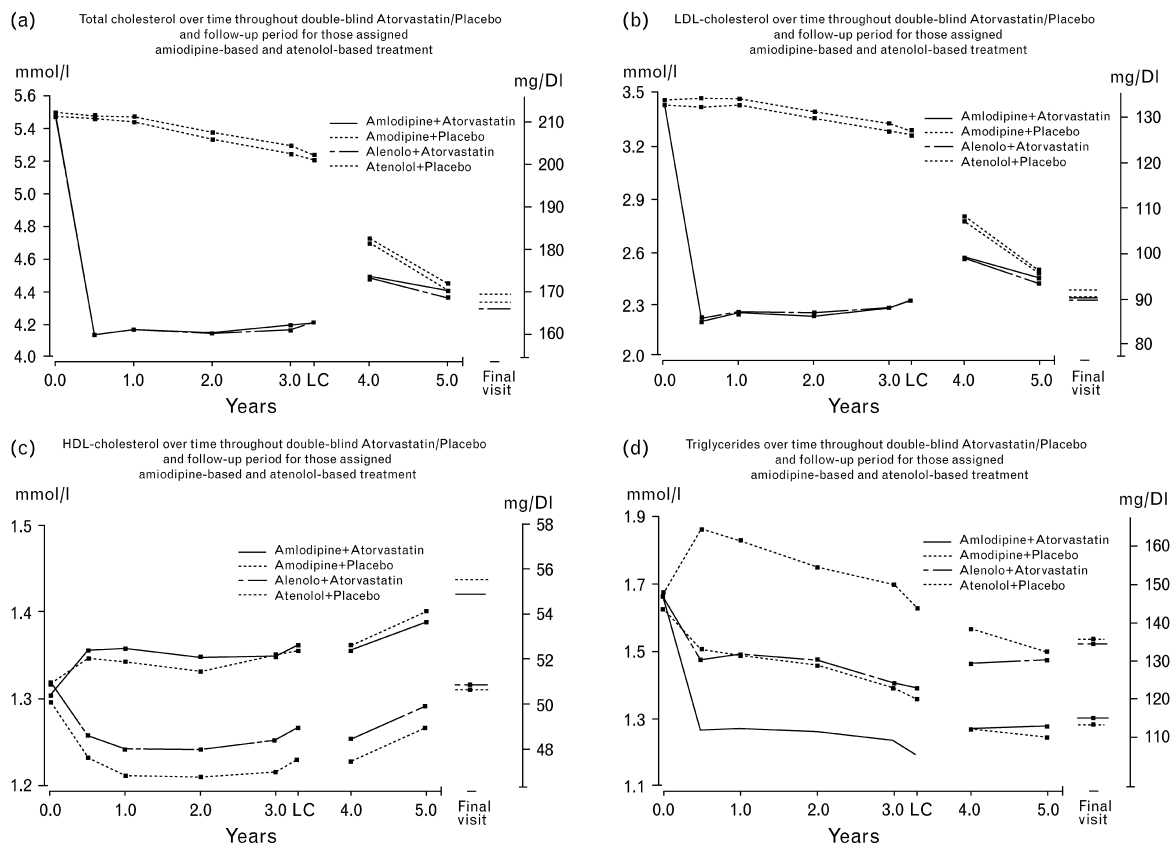 (a)
Total cholesterol over time throughout double-blind Atorvastatin/Placebo
and follow-up period for those assigned
amiodipine-based and atenolol-based treatment
mmol/l
mg/Dl
5.6
5.4
5.2
5.0
4.8
4.6
4.4
4.2
4.0
210
200
190
180
170
160
Amlodipine+Atorvastatin
Amodipine+Placebo
Alenolo+Atorvastatin
Atenolol+Placebo
0.0 1.0 2.0 3.0 LC 4.0 5.0 Final
visit
Years
(b)
LDL-cholesterol over time throughout double-blind Atorvastatin/Placebo
and follow-up period for those assigned
amiodipine-based and atenolol-based treatment
mmol/l
mg/Dl
3.5
3.2
2.9
2.6
2.3
2.0
130
120
110
100
90
80
Amlodipine+Atorvastatin
Amodipine+Placebo
Alenolo+Atorvastatin
Atenolol+Placebo
0.0 1.0 2.0 3.0 LC 4.0 5.0 Final
visit
Years
(c)
HDL-cholesterol over time throughout double-blind Atorvastatin/Placebo
and follow-up period for those assigned
amiodipine-based and atenolol-based treatment
mmol/l
mg/Dl
1.5
1.4
1.3
1.2
58
56
54
52
50
48
Amlodipine+Atorvastatin
Amodipine+Placebo
Alenolo+Atorvastatin
Atenolol+Placebo
0.0 1.0 2.0 3.0 LC 4.0 5.0 Final
visit
Years
(d)
Triglycerides over time throughout double-blind Atorvastatin/Placebo
and follow-up period for those assigned
amiodipine-based and atenolol-based treatment
mmol/l
mg/Dl
1.9
1.7
1.5
1.3
1.1
160
150
140
130
120
110
Amlodipine+Atorvastatin
Amodipine+Placebo
Alenolo+Atorvastatin
Atenolol+Placebo
0.0 1.0 2.0 3.0 LC 4.0 5.0 Final
visit
Years